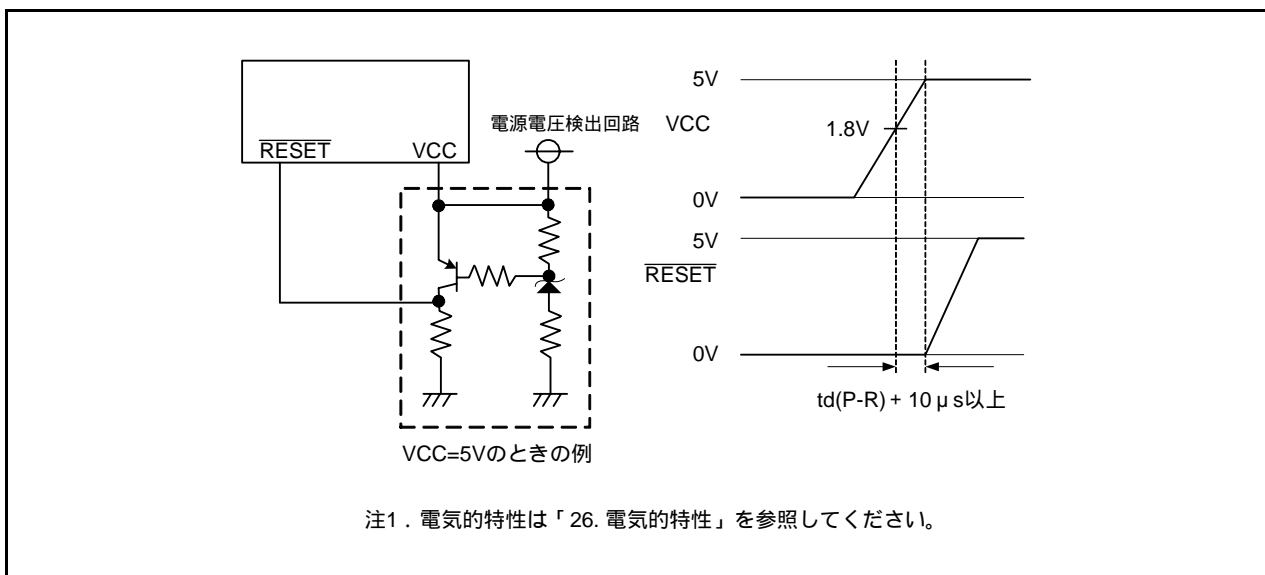 電源電圧検出回路
RESET VCC
VCC=5Vのときの例
5V
VCC
1.8V
0V
5V
RESET
0V
td(P-R) + 10 μs以上
注1．電気的特性は「26. 電気的特性」を参照してください。